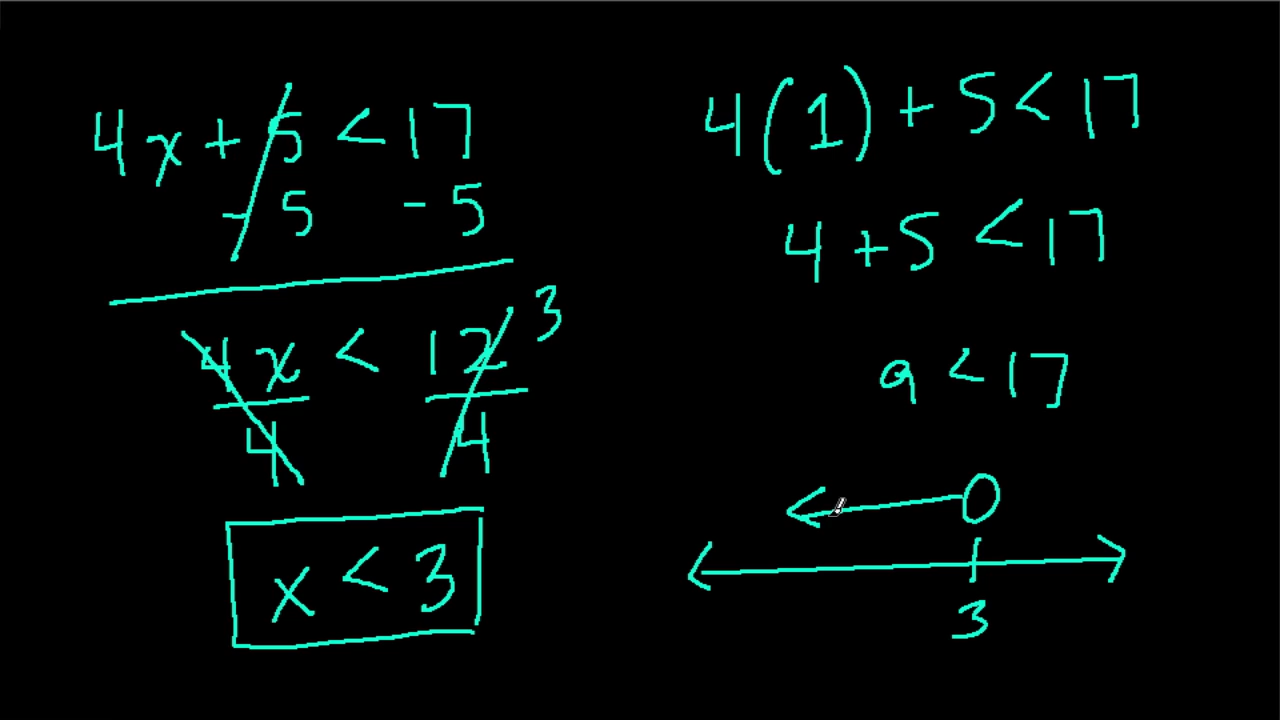 4x + 5 < 17
- 5 - 5
4x < 12 3
4 4
x < 3
4(1) + 5 < 17
4 + 5 < 17
9 < 17
3